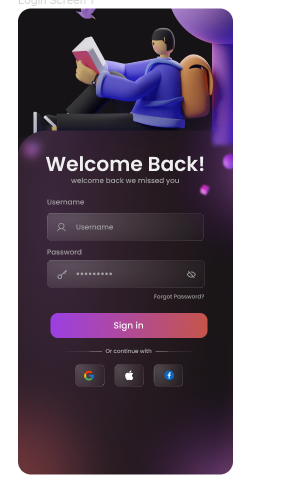 Login Screen 1
Welcome Back!
welcome back we missed you
Username
Username
Password
*********
Forgot Password?
Sign in
Or continue with